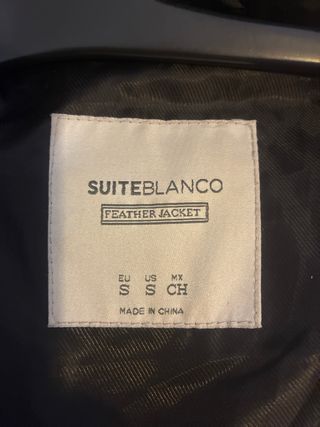 SUITEBLANCO
FEATHER JACKET
EU US MX
S S CH
MADE IN CHINA